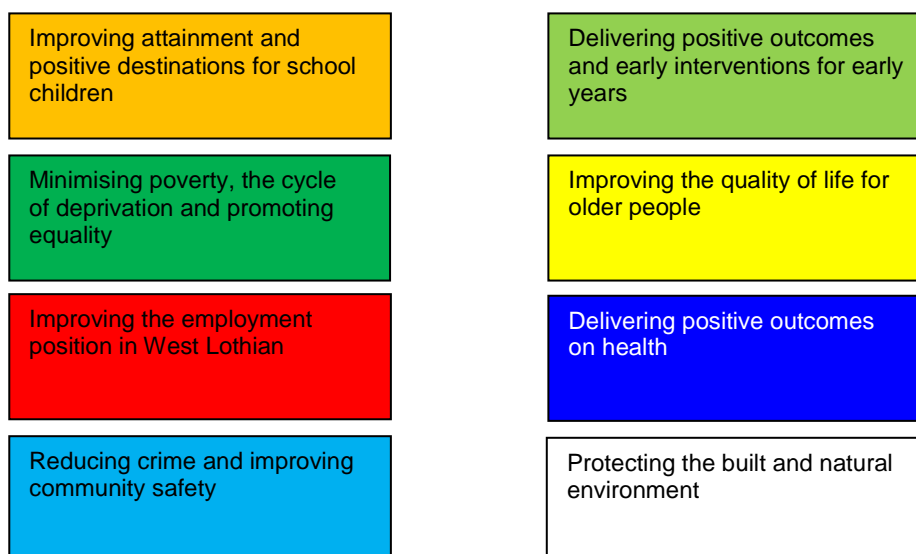 Improving attainment and
positive destinations for school
children
Delivering positive outcomes
and early interventions for early
years
Minimising poverty, the cycle
of deprivation and promoting
equality
Improving the quality of life for
older people
Improving the employment
position in West Lothian
Delivering positive outcomes
on health
Reducing crime and improving
community safety
Protecting the built and natural
environment